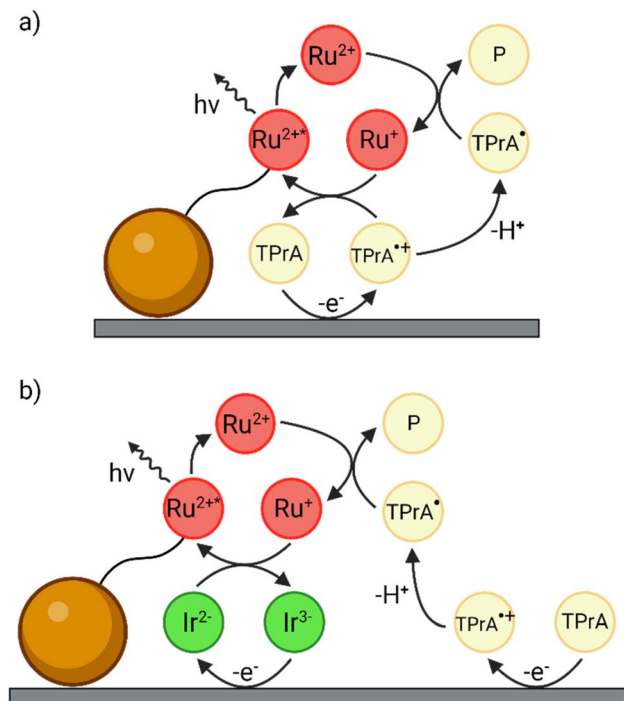 a)
Ru²⁺ P
hν
Ru²⁺* Ru⁺ TPrA•
TPrA TPrA•⁺ -H⁺
-e⁻
b)
Ru²⁺ P
hν
Ru²⁺* Ru⁺ TPrA•
-H⁺
Ir²⁻ Ir³⁻ TPrA•⁺ TPrA
-e⁻ -e⁻